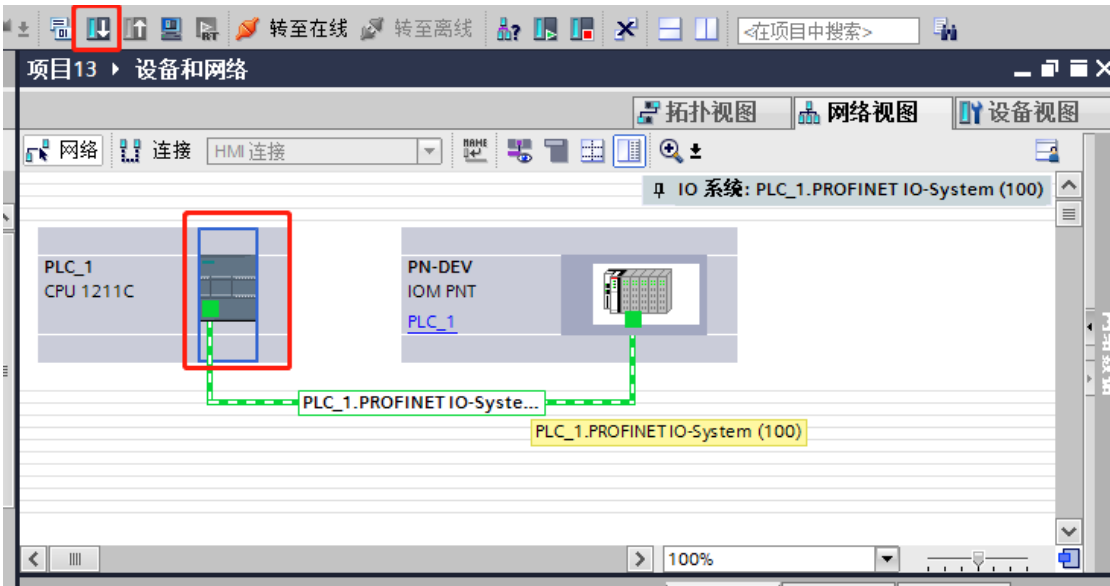 RT 转至在线 转至离线 <在项目中搜索>
项目13 设备和网络
拓扑视图 网络视图 设备视图
网络 连接 HMI 连接 NAME
IO 系统: PLC_1.PROFINET IO-System (100)
PLC_1
CPU 1211C
PN-DEV
IOM PNT
PLC_1
PLC_1.PROFINET IO-Syste...
PLC_1.PROFINET IO-System (100)
100%